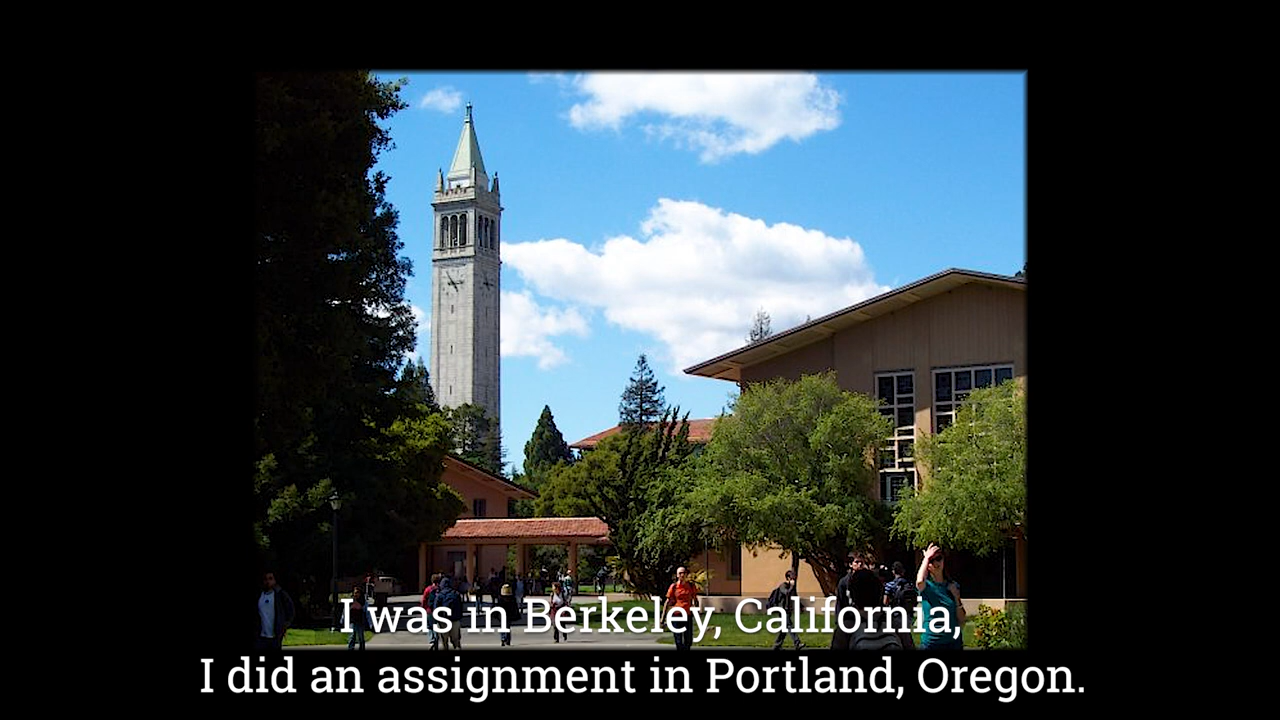 I was in Berkeley, California,
I did an assignment in Portland, Oregon.